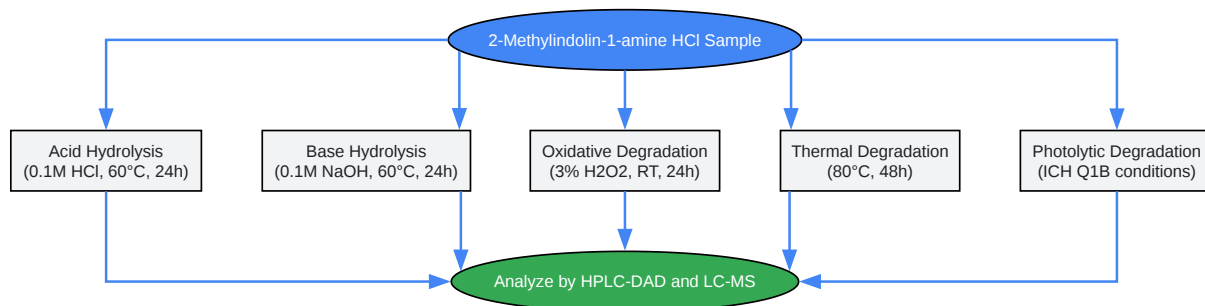 2-Methylindolin-1-amine HCl Sample
Acid Hydrolysis
(0.1M HCl, 60°C, 24h)
Base Hydrolysis
(0.1M NaOH, 60°C, 24h)
Oxidative Degradation
(3% H2O2, RT, 24h)
Thermal Degradation
(80°C, 48h)
Photolytic Degradation
(ICH Q1B conditions)
Analyze by HPLC-DAD and LC-MS